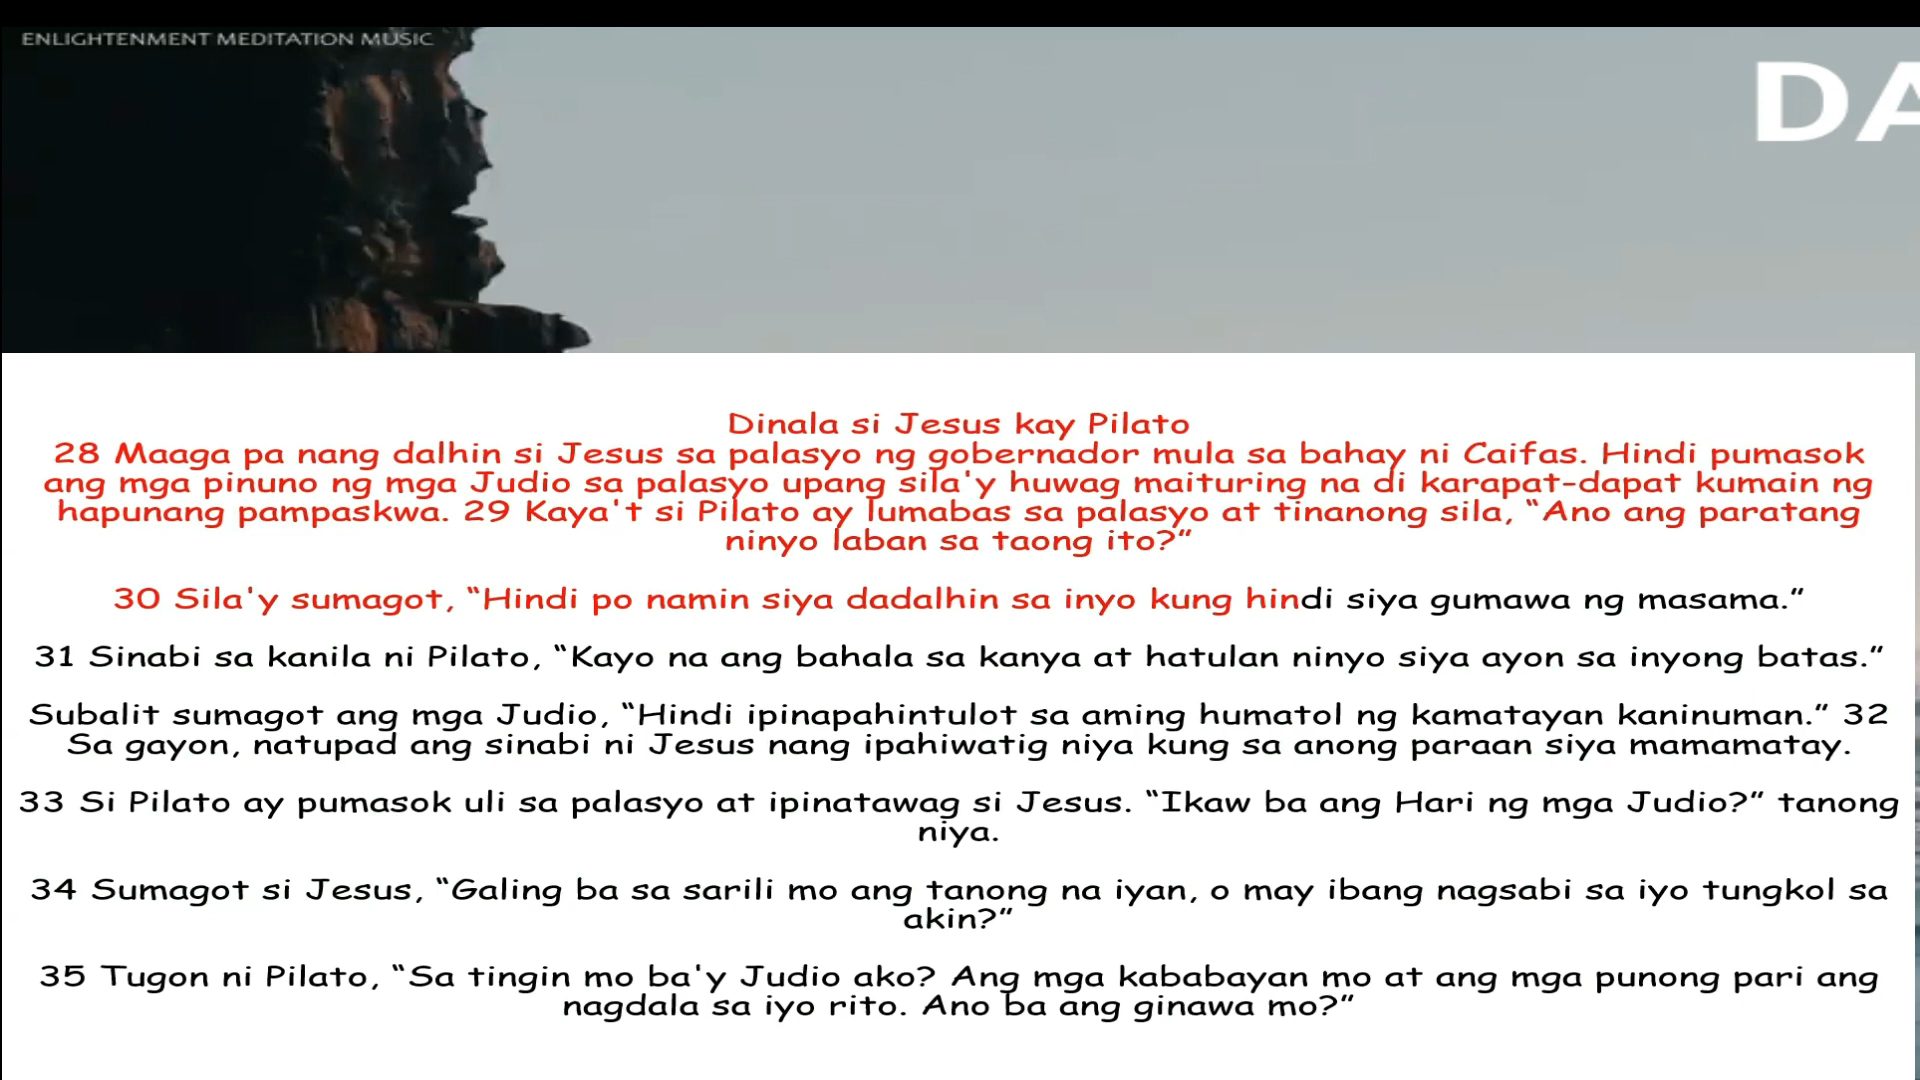 ENLIGHTENMENT MEDITATION MUSIC
DA
Dinala si Jesus kay Pilato
28 Maaga pa nang dalhin si Jesus sa palasyo ng gobernador mula sa bahay ni Caifas. Hindi pumasok
ang mga pinuno ng mga Judio sa palasyo upang sila'y huwag maituring na di karapat-dapat kumain ng
hapunang pampaskwa. 29 Kaya't si Pilato ay lumabas sa palasyo at tinanong sila, “Ano ang paratang
ninyo laban sa taong ito?”
30 Sila'y sumagot, “Hindi po namin siya dadalhin sa inyo kung hindi siya gumawa ng masama.”
31 Sinabi sa kanila ni Pilato, “Kayo na ang bahala sa kanya at hatulan ninyo siya ayon sa inyong batas.”
Subalit sumagot ang mga Judio, “Hindi ipinapahintulot sa aming humatol ng kamatayan kaninuman.” 32
Sa gayon, natupad ang sinabi ni Jesus nang ipahiwatig niya kung sa anong paraan siya mamamatay.
33 Si Pilato ay pumasok uli sa palasyo at ipinatawag si Jesus. “Ikaw ba ang Hari ng mga Judio?” tanong
niya.
34 Sumagot si Jesus, “Galing ba sa sarili mo ang tanong na iyan, o may ibang nagsabi sa iyo tungkol sa
akin?”
35 Tugon ni Pilato, “Sa tingin mo ba'y Judio ako? Ang mga kababayan mo at ang mga punong pari ang
nagdala sa iyo rito. Ano ba ang ginawa mo?”